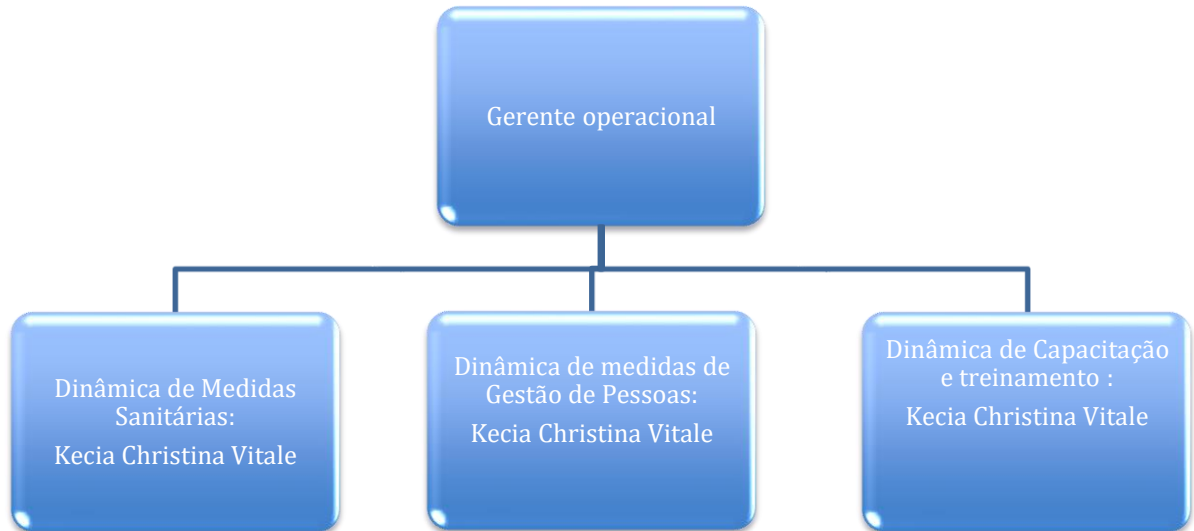 Gerente operacional
Dinâmica de Medidas
Sanitárias:
Kecia Christina Vitale
Dinâmica de medidas de
Gestão de Pessoas:
Kecia Christina Vitale
Dinâmica de Capacitação
e treinamento :
Kecia Christina Vitale